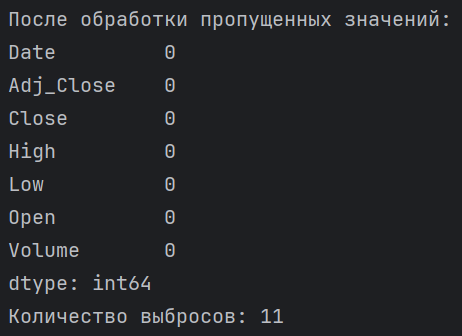 После обработки пропущенных значений:
Date 0
Adj_Close 0
Close 0
High 0
Low 0
Open 0
Volume 0
dtype: int64
Количество выбросов: 11